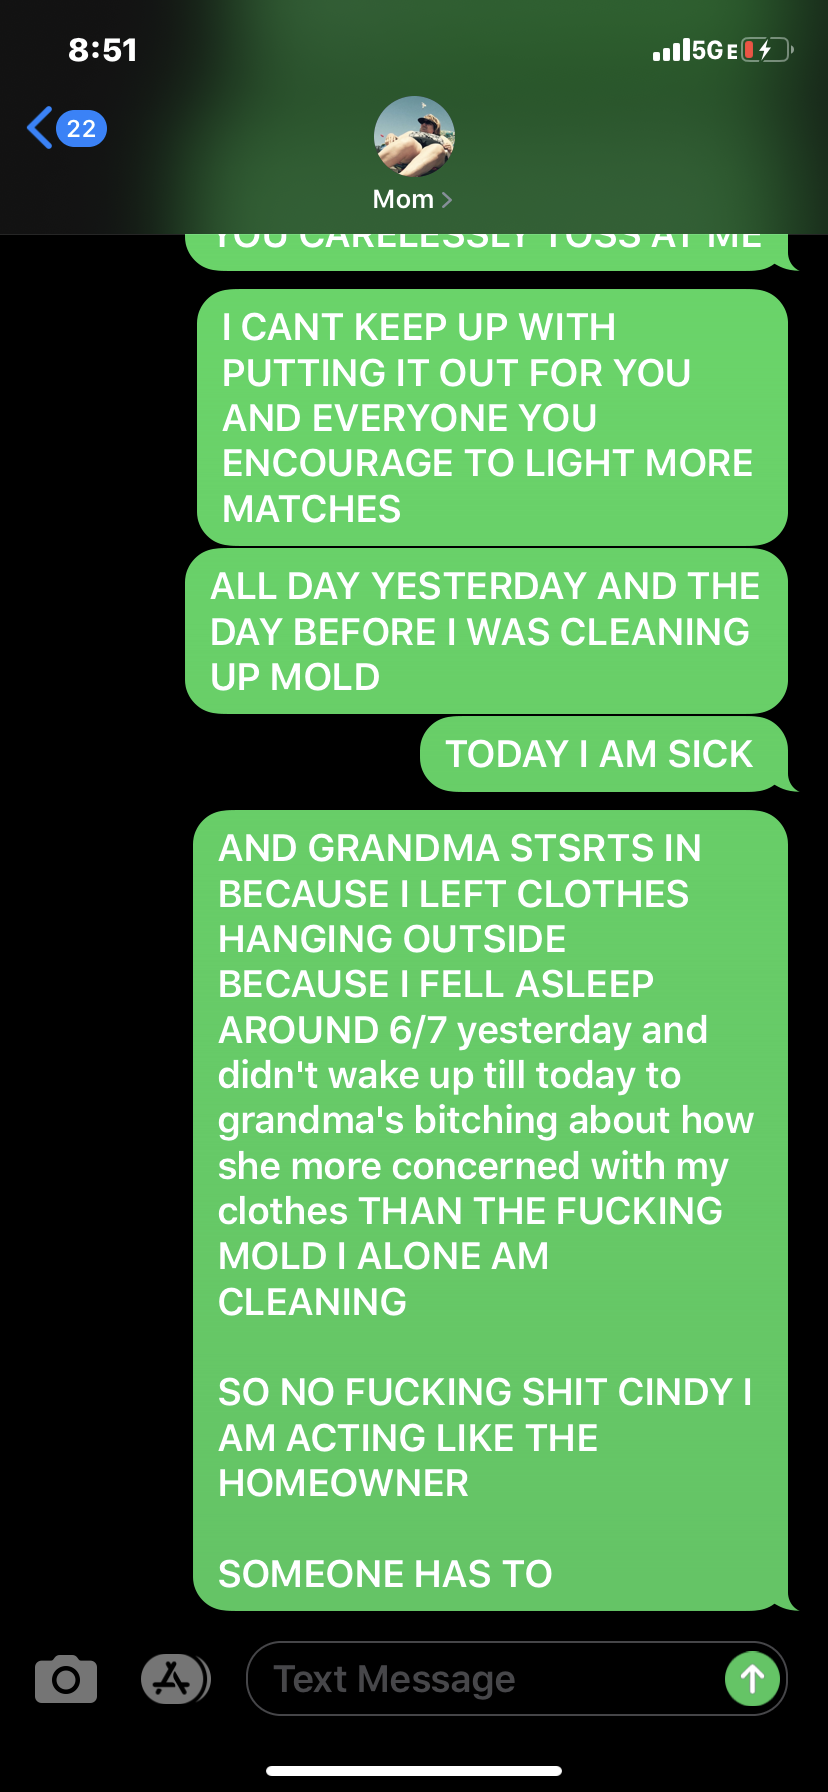 8:51
5G E
22
Mom
YOU CARELESSLY TOSS AT ME
I CANT KEEP UP WITH
PUTTING IT OUT FOR YOU
AND EVERYONE YOU
ENCOURAGE TO LIGHT MORE
MATCHES
ALL DAY YESTERDAY AND THE
DAY BEFORE I WAS CLEANING
UP MOLD
TODAY I AM SICK
AND GRANDMA STSRTS IN
BECAUSE I LEFT CLOTHES
HANGING OUTSIDE
BECAUSE I FELL ASLEEP
AROUND 6/7 yesterday and
didn't wake up till today to
grandma's bitching about how
she more concerned with my
clothes THAN THE FUCKING
MOLD I ALONE AM
CLEANING
SO NO FUCKING SHIT CINDY I
AM ACTING LIKE THE
HOMEOWNER
SOMEONE HAS TO
Text Message